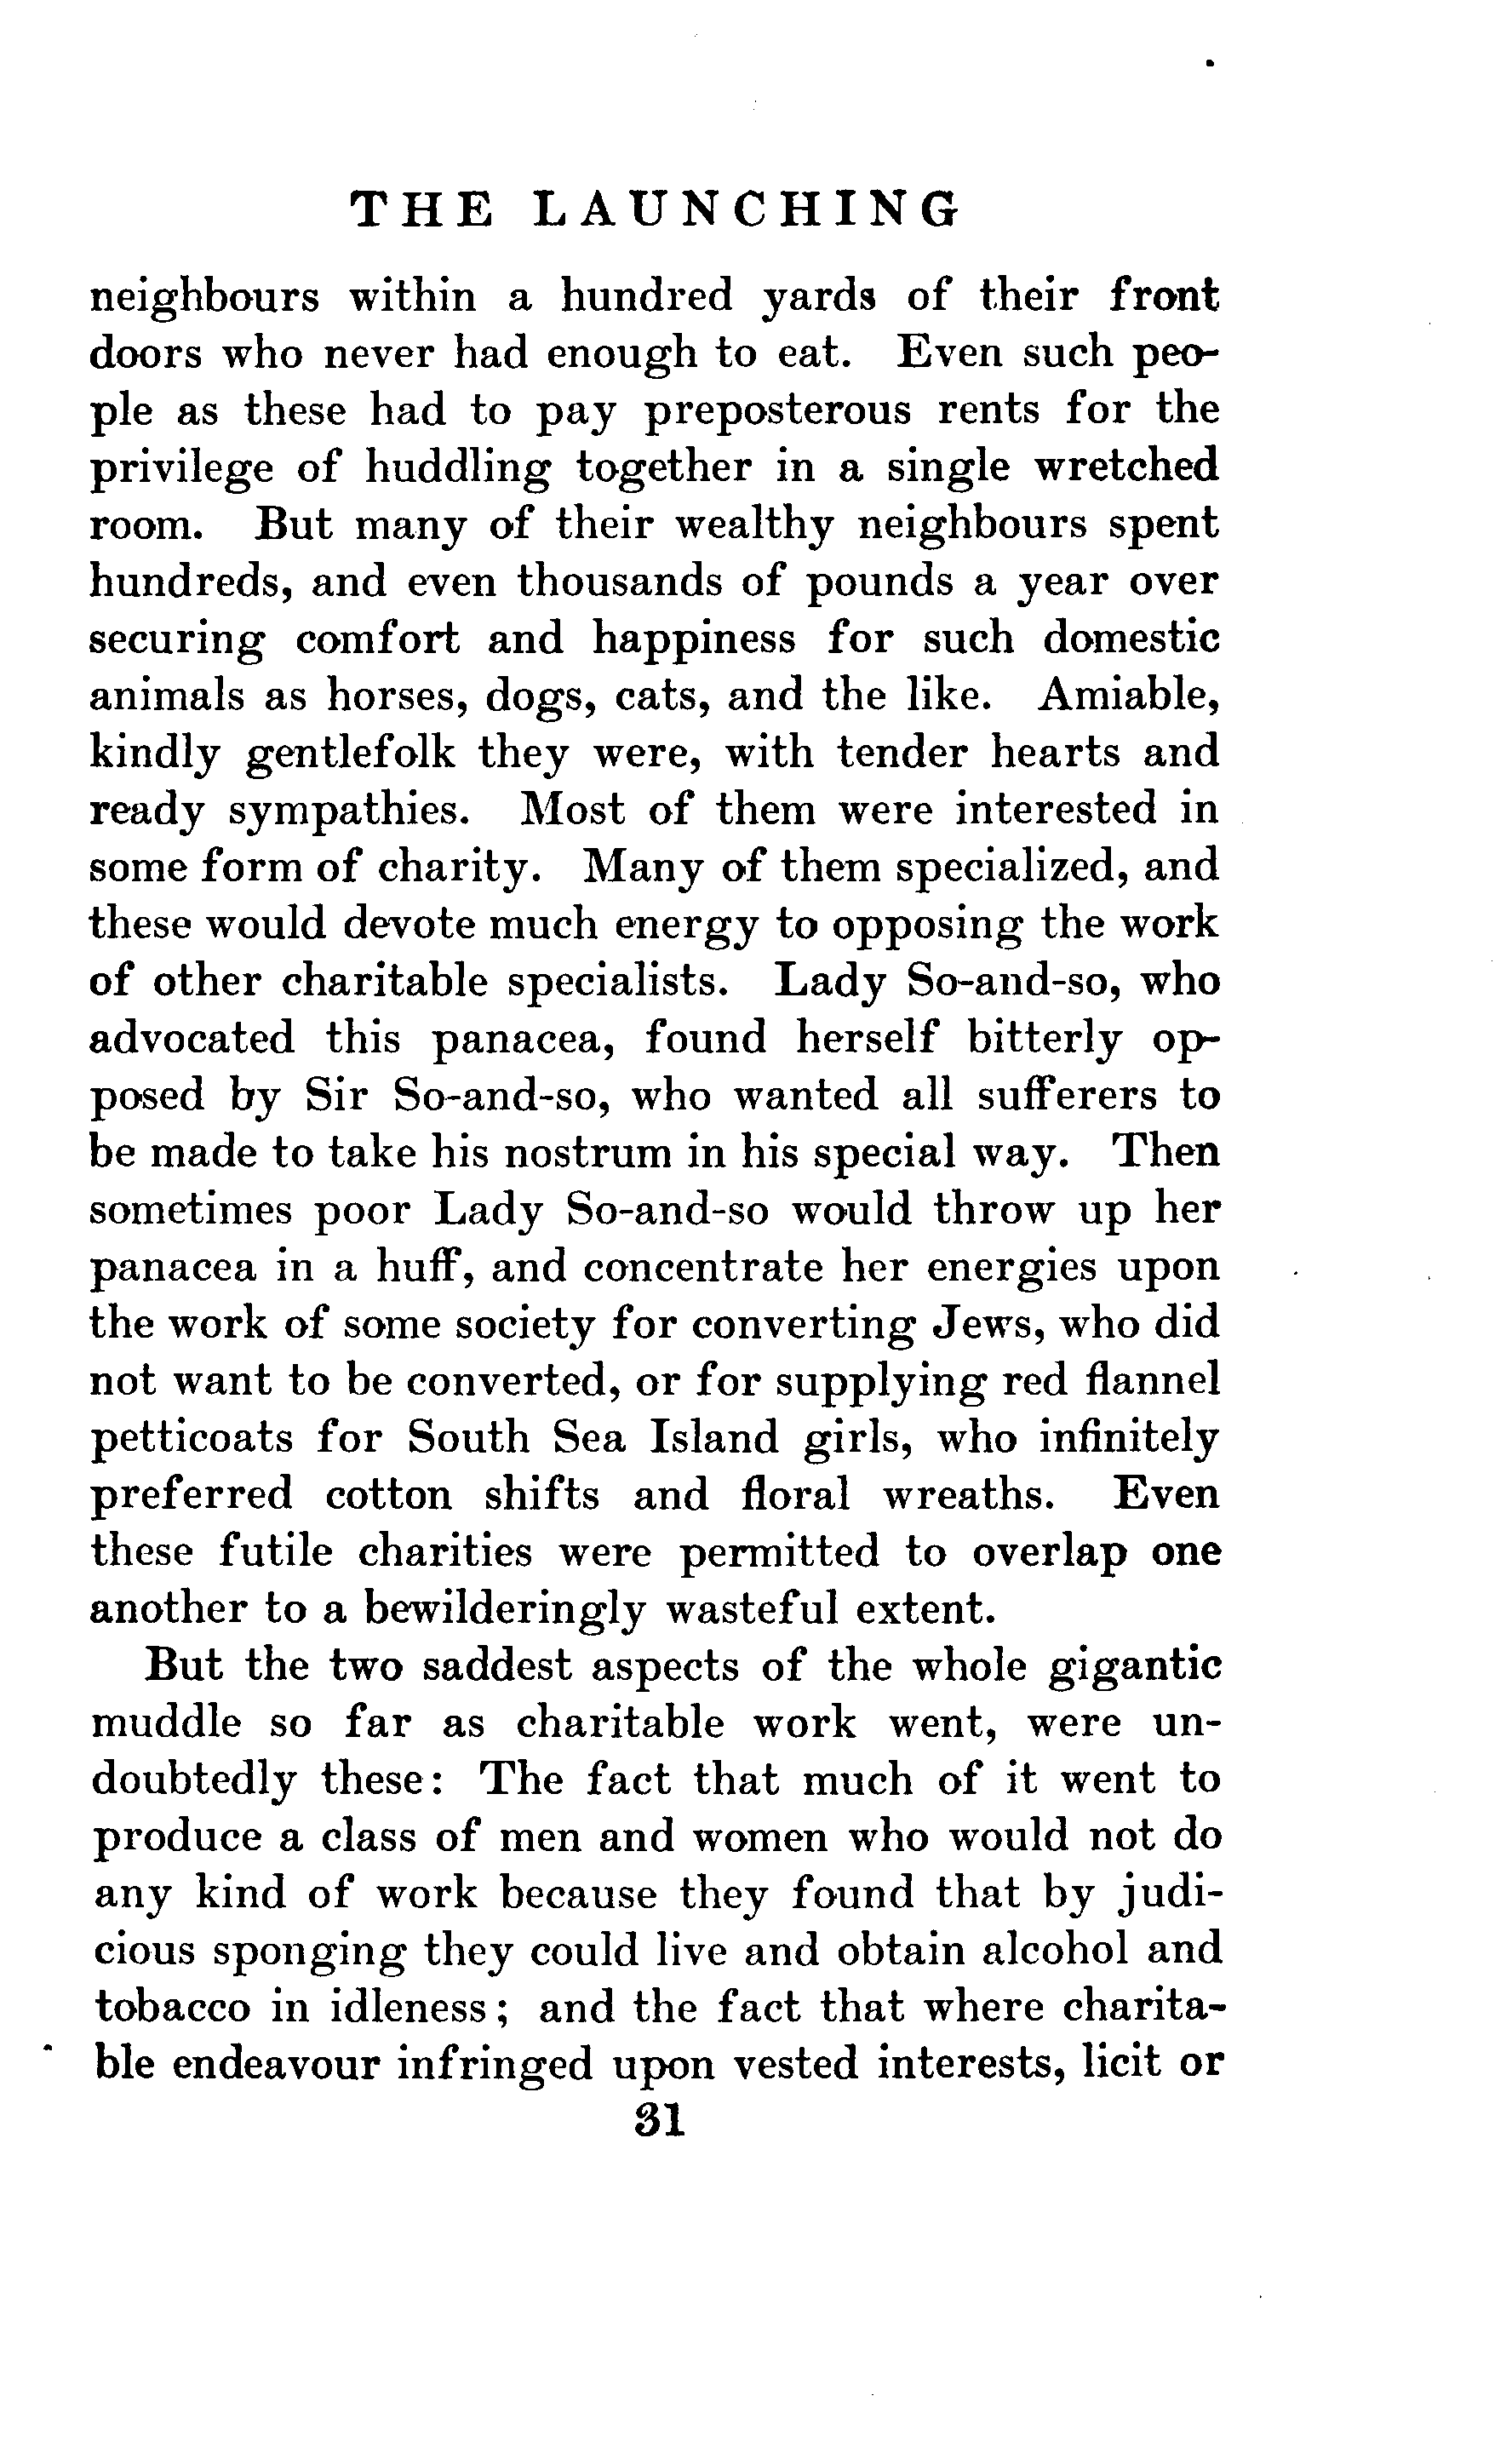 THE LAUNCHING
neighbours within a hundred yards of their front
doors who never had enough to eat. Even such peo-
ple as these had to pay preposterous rents for the
privilege of huddling together in a single wretched
room. But many of their wealthy neighbours spent
hundreds, and even thousands of pounds a year over
securing comfort and happiness for such domestic
animals as horses, dogs, cats, and the like. Amiable,
kindly gentlefolk they were, with tender hearts and
ready sympathies. Most of them were interested in
some form of charity. Many of them specialized, and
these would devote much energy to opposing the work
of other charitable specialists. Lady So-and-so, who
advocated this panacea, found herself bitterly op-
posed by Sir So-and-so, who wanted all sufferers to
be made to take his nostrum in his special way. Then
sometimes poor Lady So-and-so would throw up her
panacea in a huff, and concentrate her energies upon
the work of some society for converting Jews, who did
not want to be converted, or for supplying red flannel
petticoats for South Sea Island girls, who infinitely
preferred cotton shifts and floral wreaths. Even
these futile charities were permitted to overlap one
another to a bewilderingly wasteful extent.
But the two saddest aspects of the whole gigantic
muddle so far as charitable work went, were un-
doubtedly these: The fact that much of it went to
produce a class of men and women who would not do
any kind of work because they found that by judi-
cious sponging they could live and obtain alcohol and
tobacco in idleness; and the fact that where charita-
ble endeavour infringed upon vested interests, licit or
31